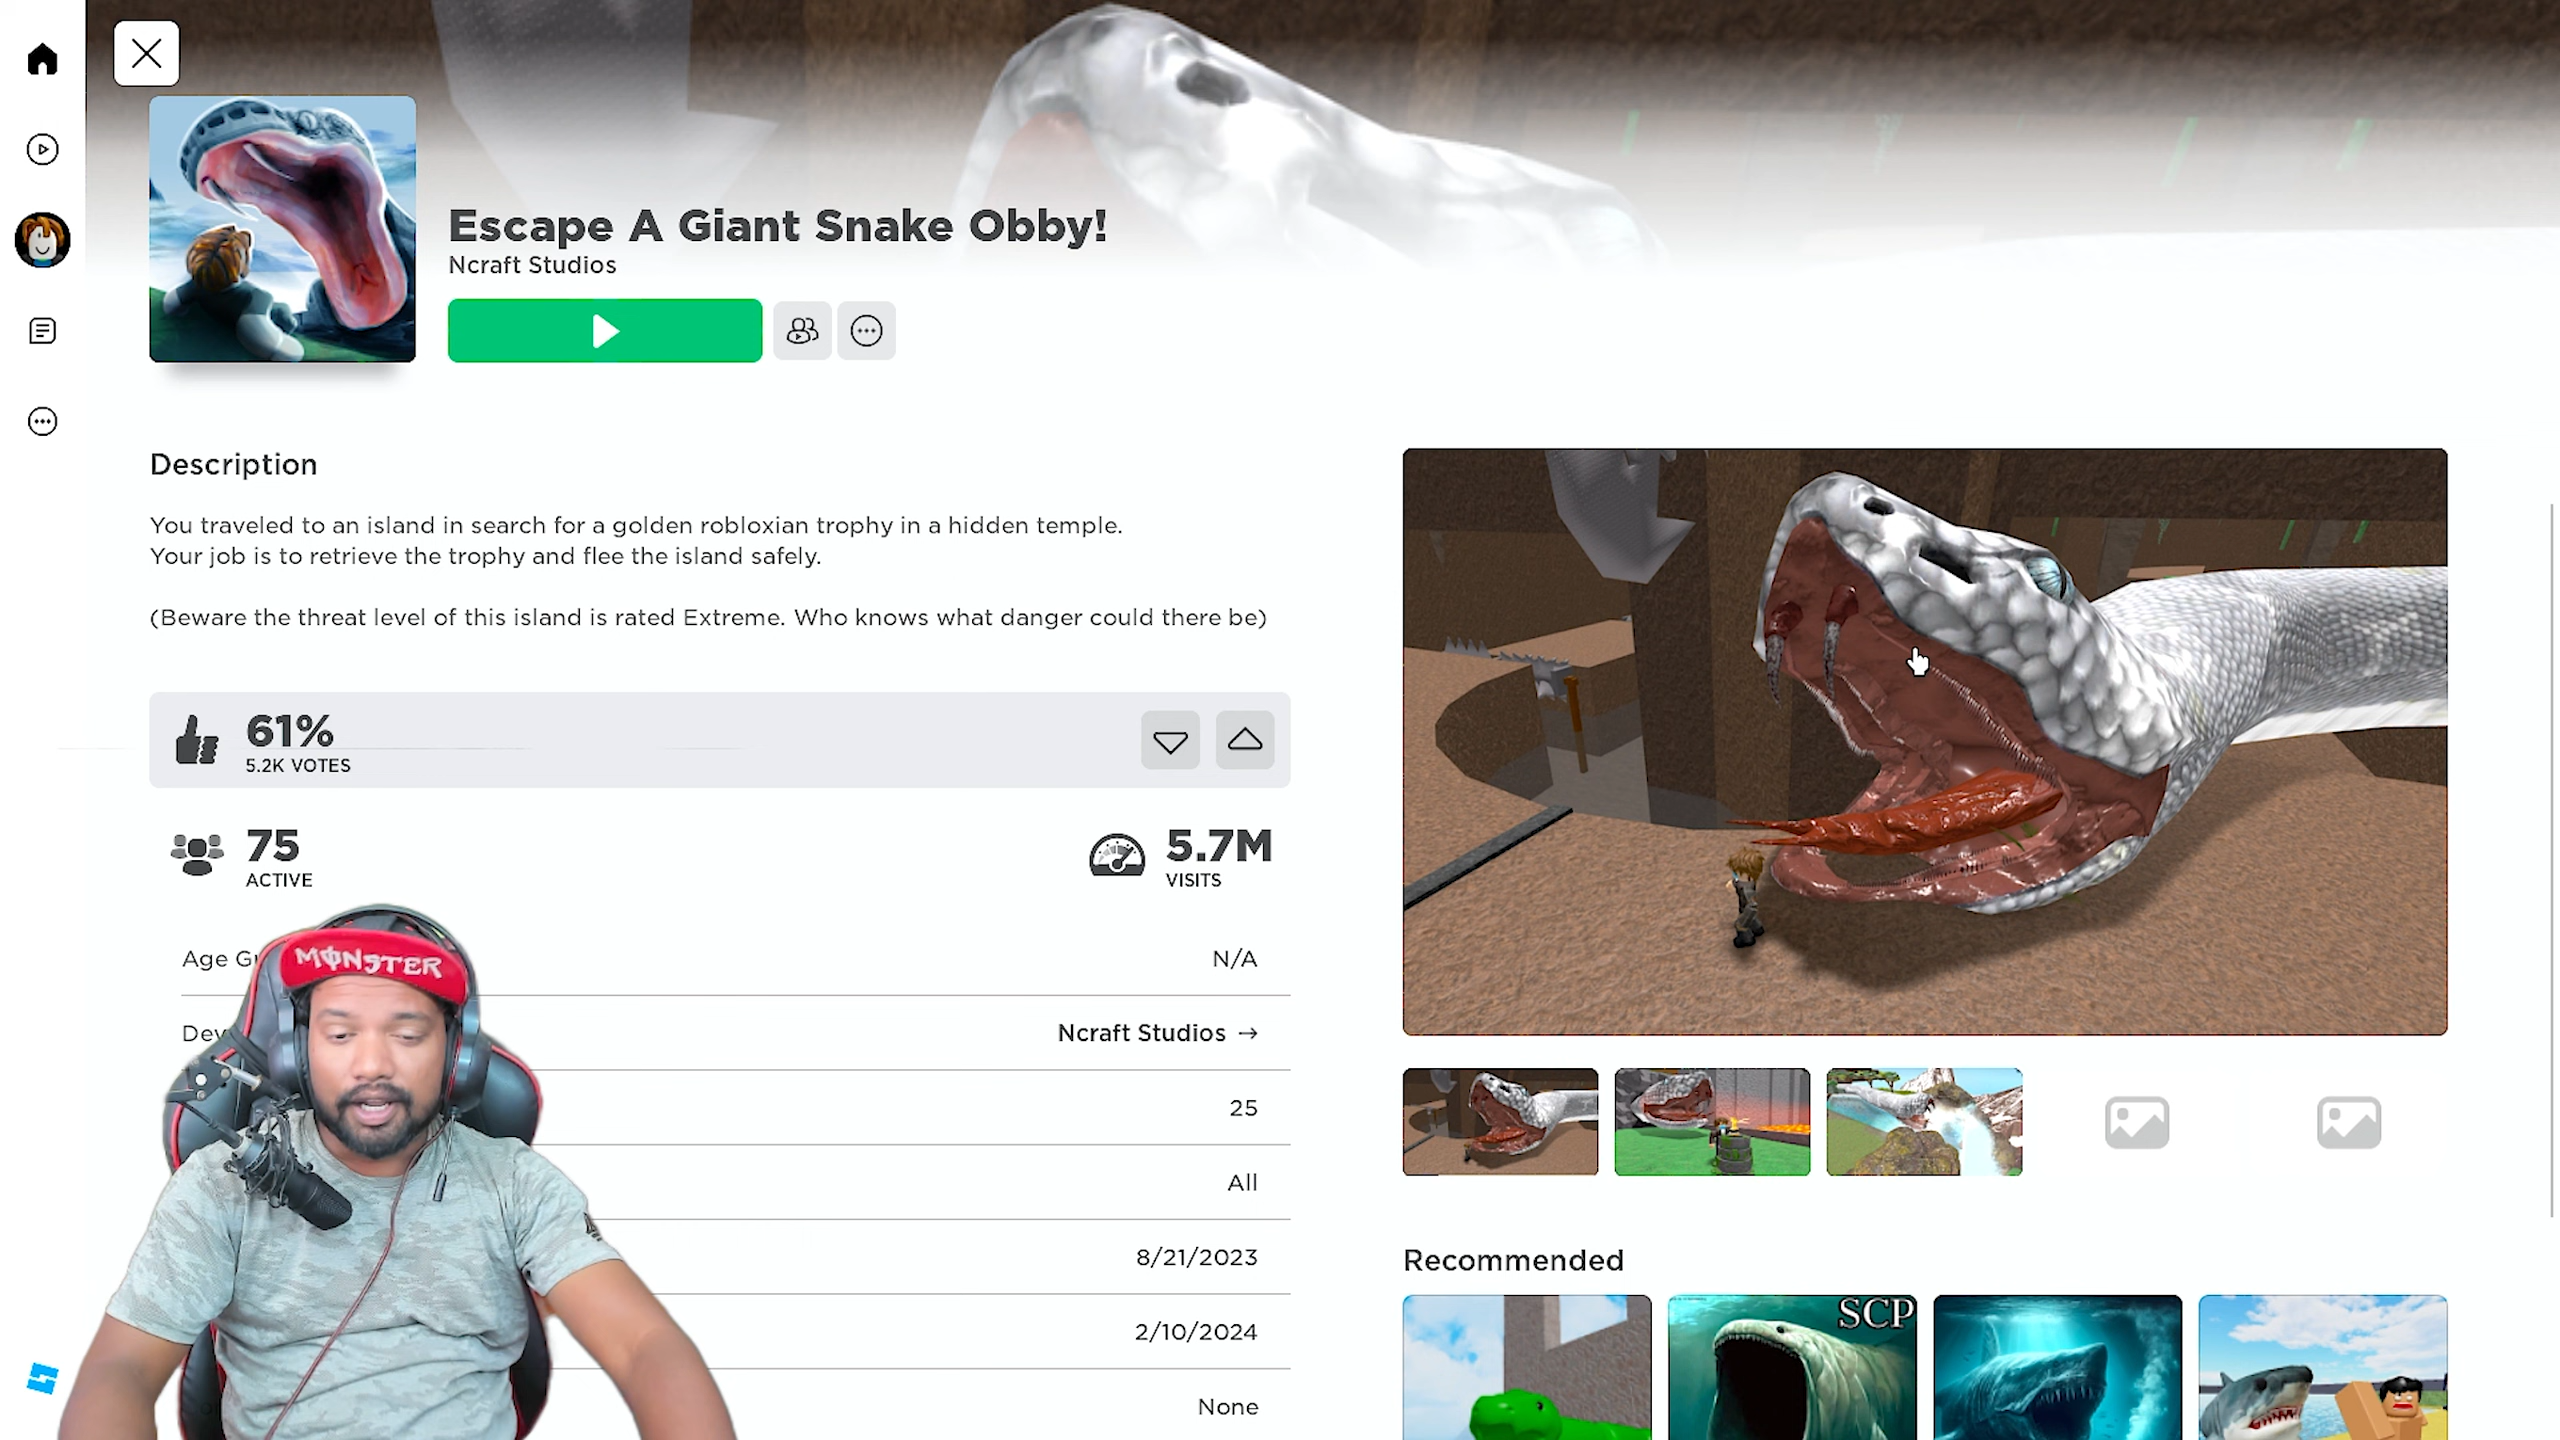 Escape A Giant Snake Obby!
Ncraft Studios
Description
You traveled to an island in search for a golden robloxian trophy in a hidden temple.
Your job is to retrieve the trophy and flee the island safely.
(Beware the threat level of this island is rated Extreme. Who knows what danger could there be)
61%
5.2K VOTES
75
ACTIVE
5.7M
VISITS
Age G
N/A
MONSTER
Dev
Ncraft Studios →
25
All
8/21/2023
2/10/2024
None
Recommended
SCP